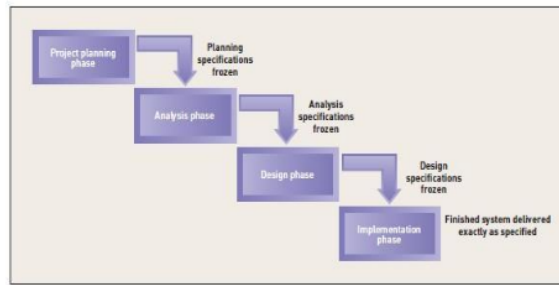 Project planning
phase
Planning
specifications
frozen
Analysis phase
Analysis
specifications
frozen
Design phase
Design
specifications
frozen
Implementation
phase
Finished system delivered
exactly as specified